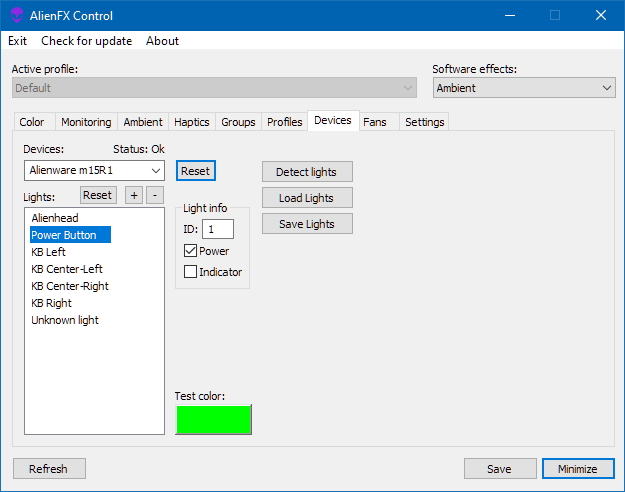 AlienFX Control
Exit Check for update About
Active profile: Software effects:
Default Ambient
Color Monitoring Ambient Haptics Groups Profiles Devices Fans Settings
Devices: Status: Ok
Alienware m15R1 Reset Detect lights
Lights: Reset + - Load Lights
Alienhead Light info Save Lights
Power Button ID: 1
KB Left Power
KB Center-Left Indicator
KB Center-Right
KB Right
Unknown light
Test color:
Refresh Save Minimize